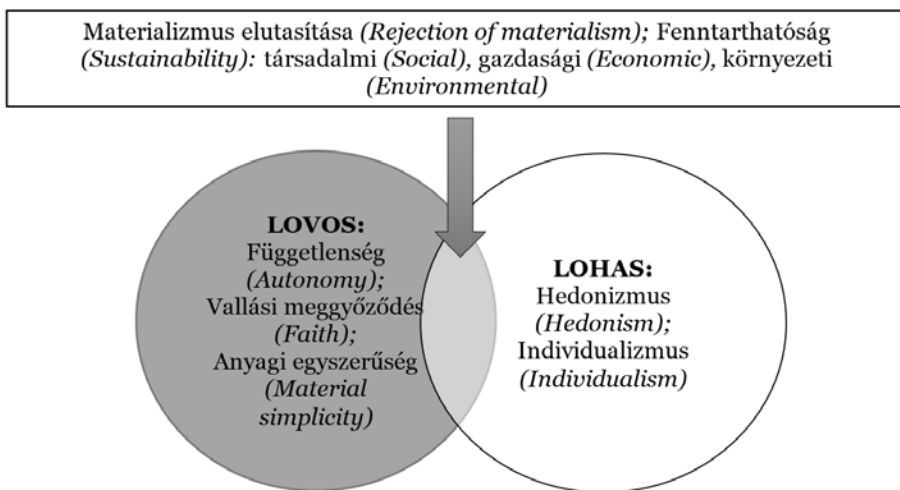 Materializmus elutasítása (Rejection of materialism); Fenntarthatóság
(Sustainability): társadalmi (Social), gazdasági (Economic), környezeti
(Environmental)
LOVOS:
Függetlenség
(Autonomy);
Vallási meggyőződés
(Faith);
Anyagi egyszerűség
(Material
simplicity)
LOHAS:
Hedonizmus
(Hedonism);
Individualizmus
(Individualism)